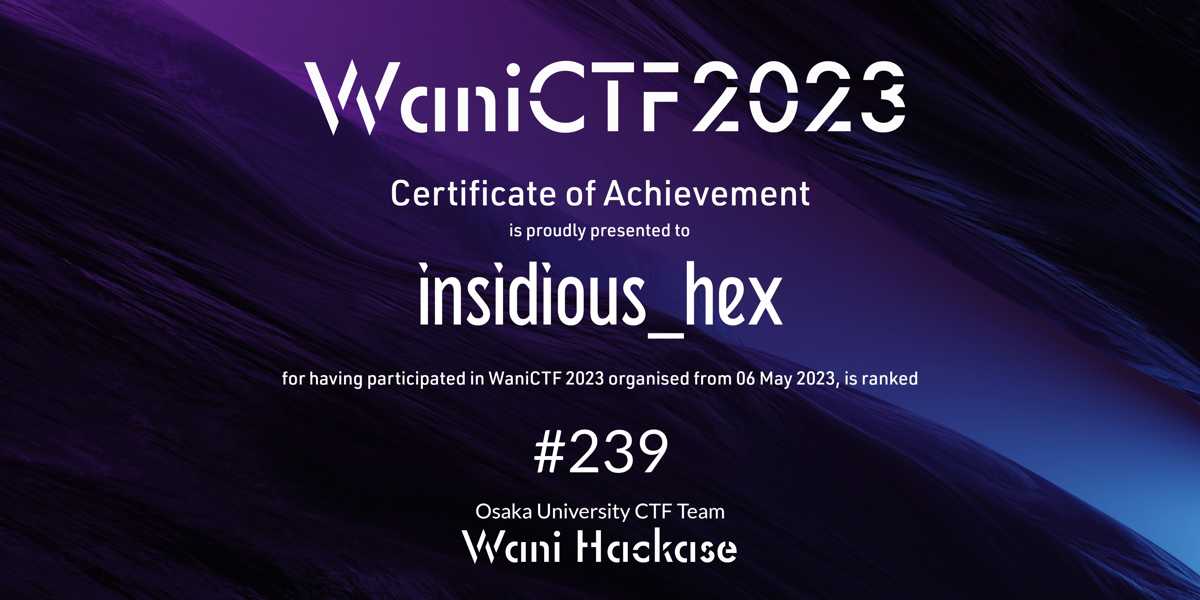 WaniCTF2023
Certificate of Achievement
is proudly presented to
insidious_hex
for having participated in WaniCTF 2023 organised from 06 May 2023, is ranked
#239
Osaka University CTF Team
Wani Hackase